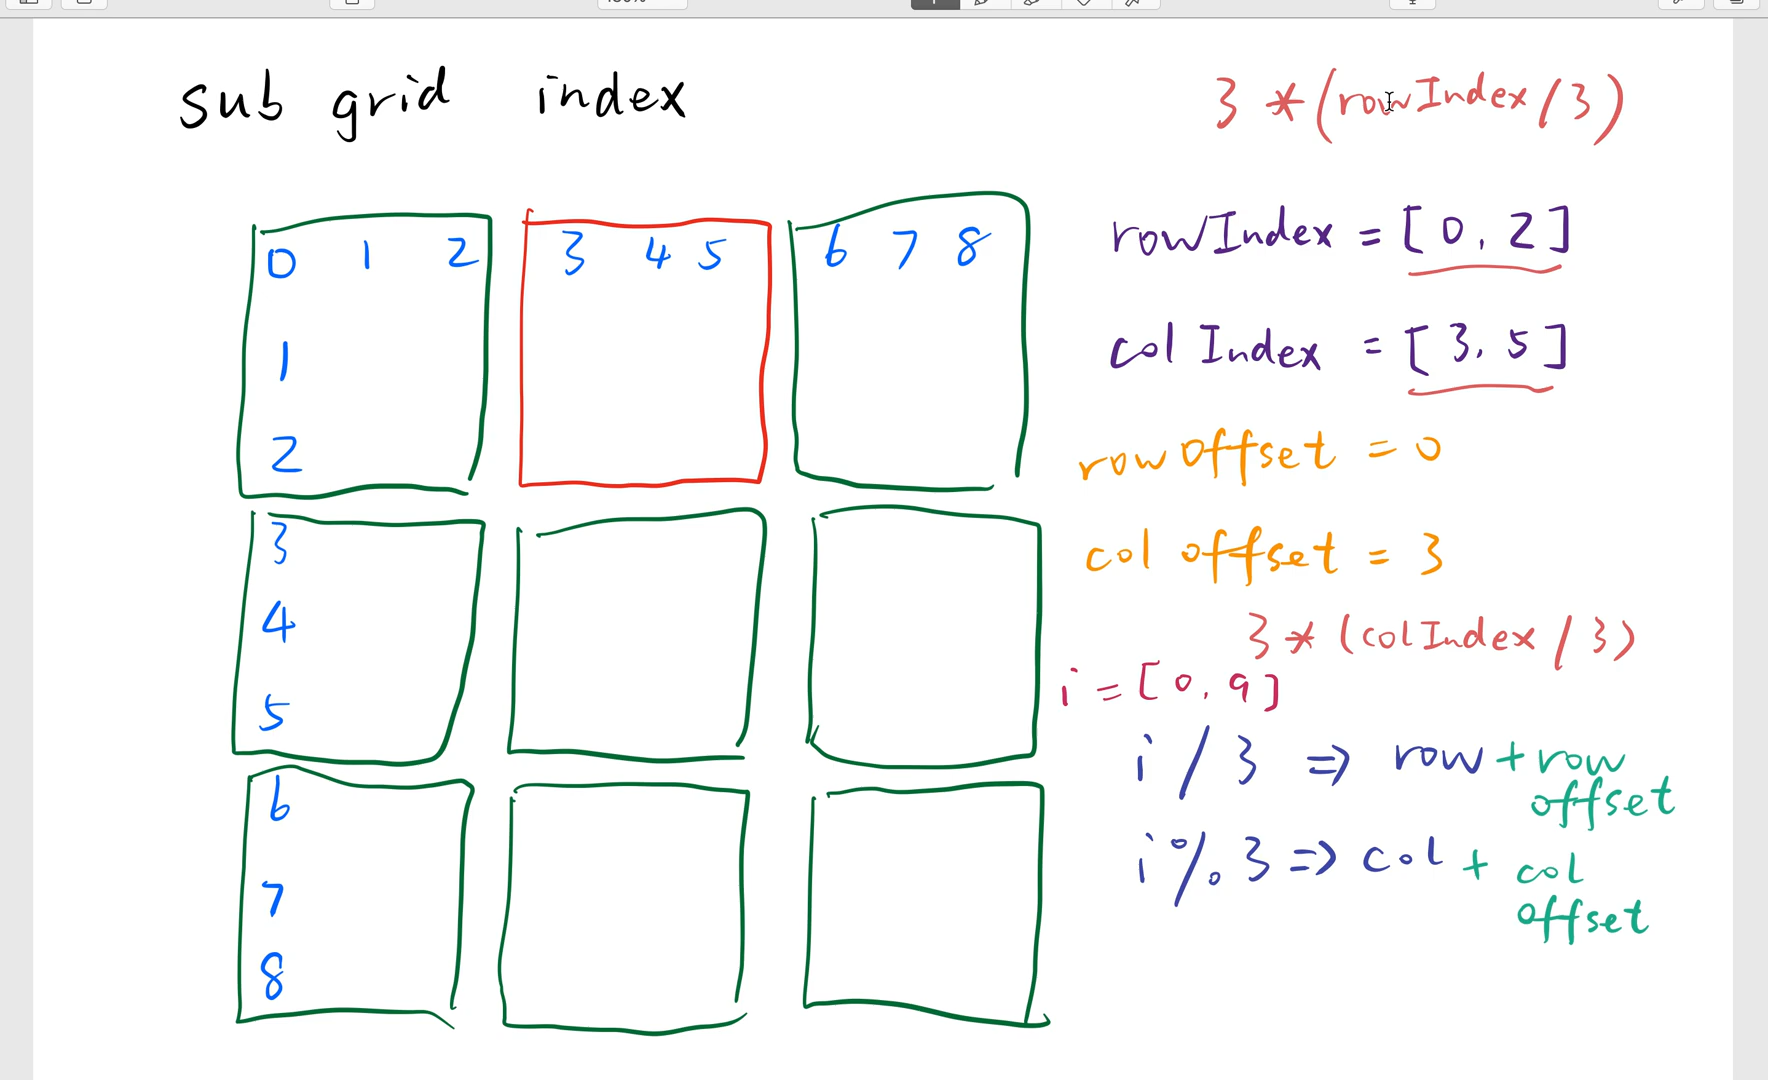 sub grid index
3 * (rowIndex / 3)
0 1 2 3 4 5 6 7 8
1
2
3
4
5
6
7
8
rowIndex = [0, 2]
colIndex = [3, 5]
row offset = 0
col offset = 3
3 * (colIndex / 3)
i = [0, 9]
i / 3 => row + row
offset
i % 3 => col + col
offset